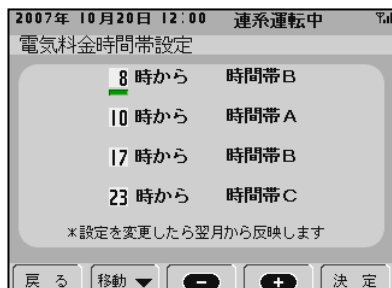 2007年 10月20日 12:00 連系運転中
電気料金時間帯設定
8 時から 時間帯B
10 時から 時間帯A
17 時から 時間帯B
23 時から 時間帯C
*設定を変更したら翌月から反映します
戻る 移動▼ - + 決定